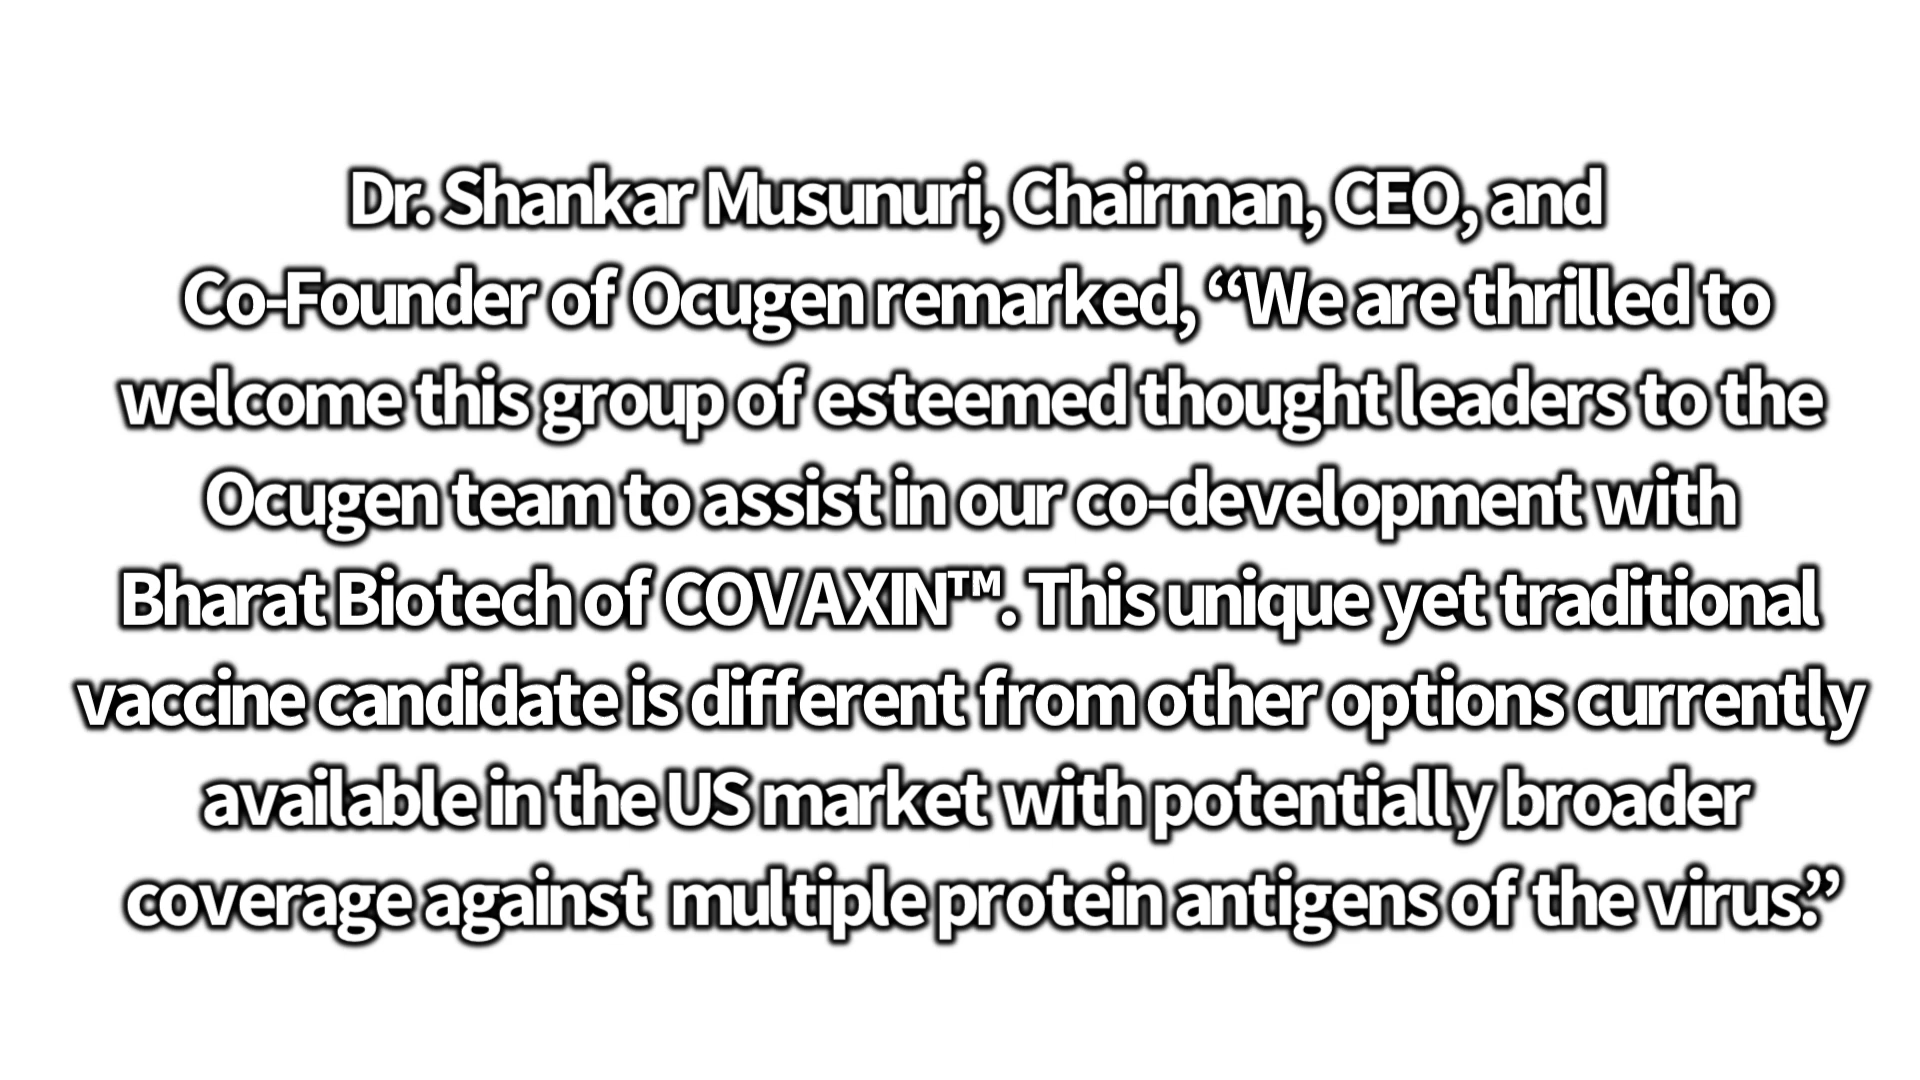 Dr. Shankar Musunuri, Chairman, CEO, and
Co-Founder of Ocugen remarked, “We are thrilled to
welcome this group of esteemed thought leaders to the
Ocugen team to assist in our co-development with
Bharat Biotech of COVAXIN™. This unique yet traditional
vaccine candidate is different from other options currently
available in the US market with potentially broader
coverage against  multiple protein antigens of the virus.”